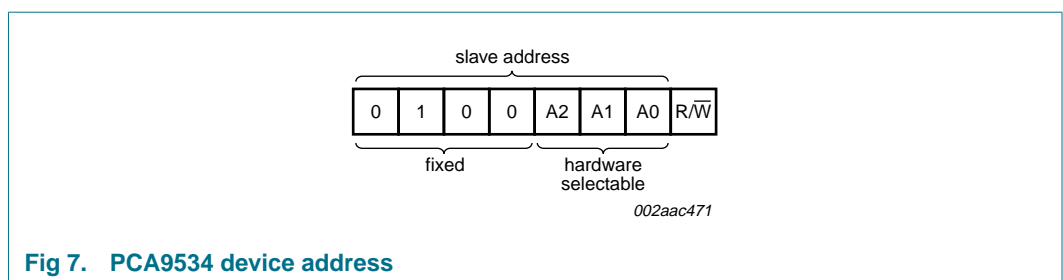 slave address
0 1 0 0 A2 A1 A0 R/W̅
fixed hardware
selectable
002aac471
Fig 7. PCA9534 device address